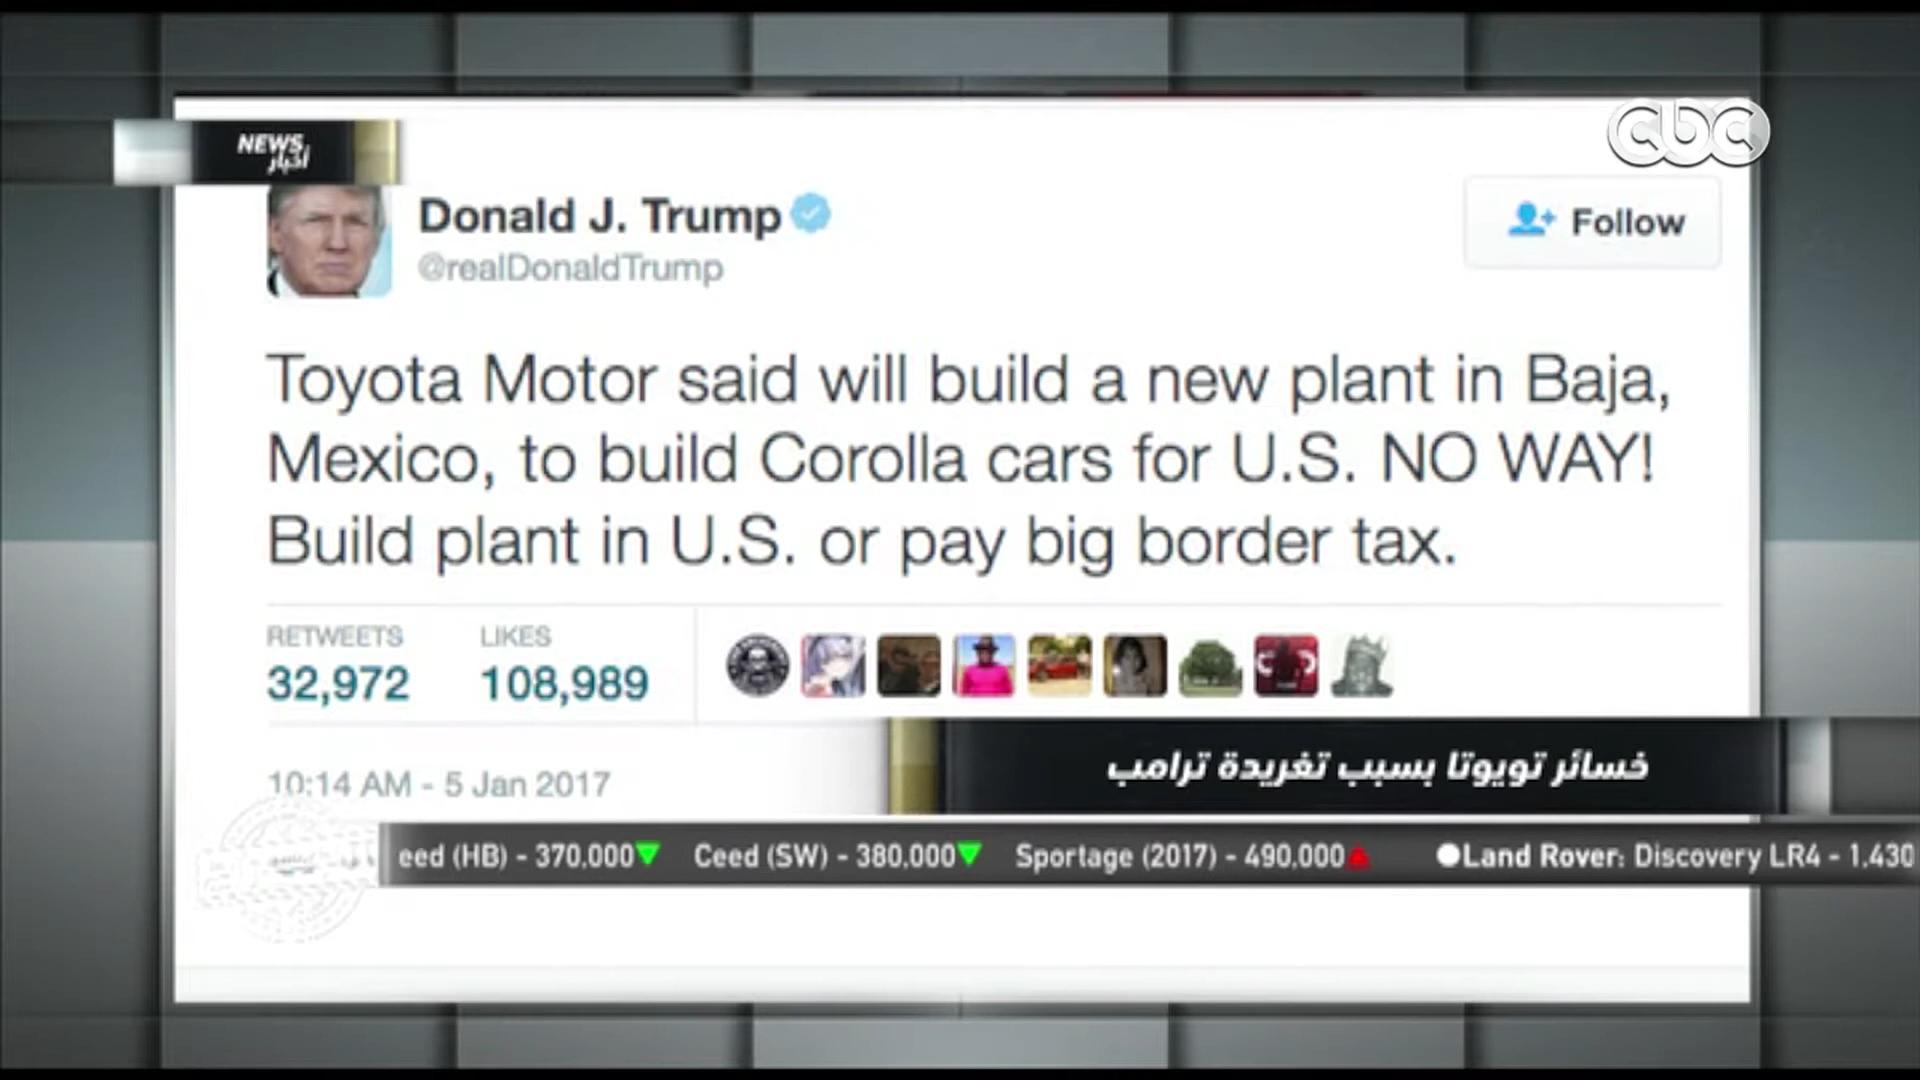 cbc
NEWS
أخبار
Donald J. Trump
@realDonaldTrump
Follow
Toyota Motor said will build a new plant in Baja,
Mexico, to build Corolla cars for U.S. NO WAY!
Build plant in U.S. or pay big border tax.
RETWEETS LIKES
32,972 108,989
10:14 AM - 5 Jan 2017
خسائر تويوتا بسبب تغريدة ترامب
eed (HB) - 370,000 Ceed (SW) - 380,000 Sportage (2017) - 490,000 Land Rover: Discovery LR4 - 1.430